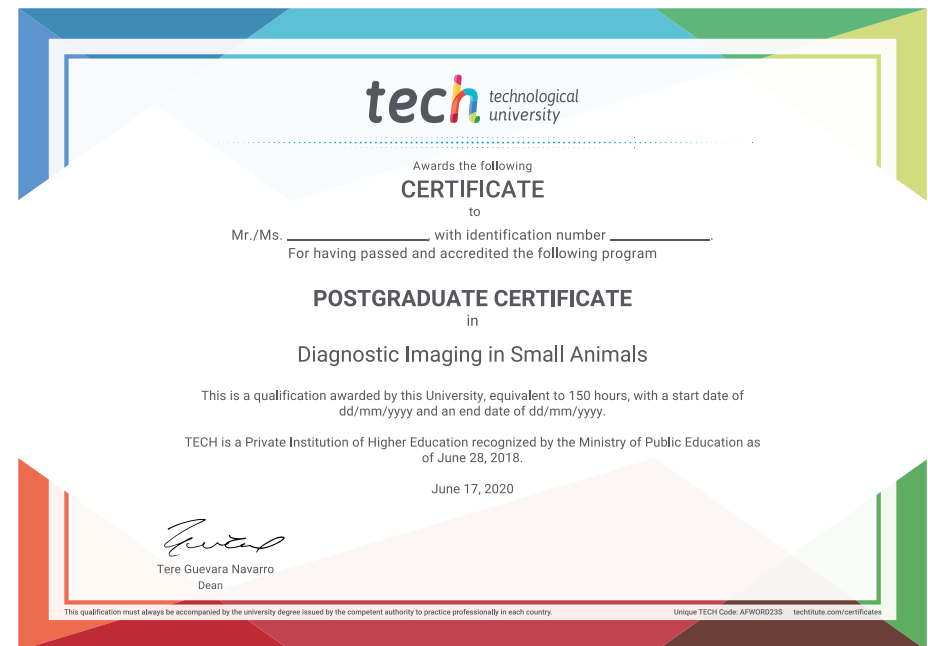 tech technological
university
Awards the following
CERTIFICATE
to
Mr./Ms. ____________, with identification number ____________.
For having passed and accredited the following program
POSTGRADUATE CERTIFICATE
in
Diagnostic Imaging in Small Animals
This is a qualification awarded by this University, equivalent to 150 hours, with a start date of
dd/mm/yyyy and an end date of dd/mm/yyyy.
TECH is a Private Institution of Higher Education recognized by the Ministry of Public Education as
of June 28, 2018.
June 17, 2020
Tere Guevara Navarro
Dean
This qualification must always be accompanied by the university degree issued by the competent authority to practice professionally in each country. Unique TECH Code: AFWORD23S techtitute.com/certificates